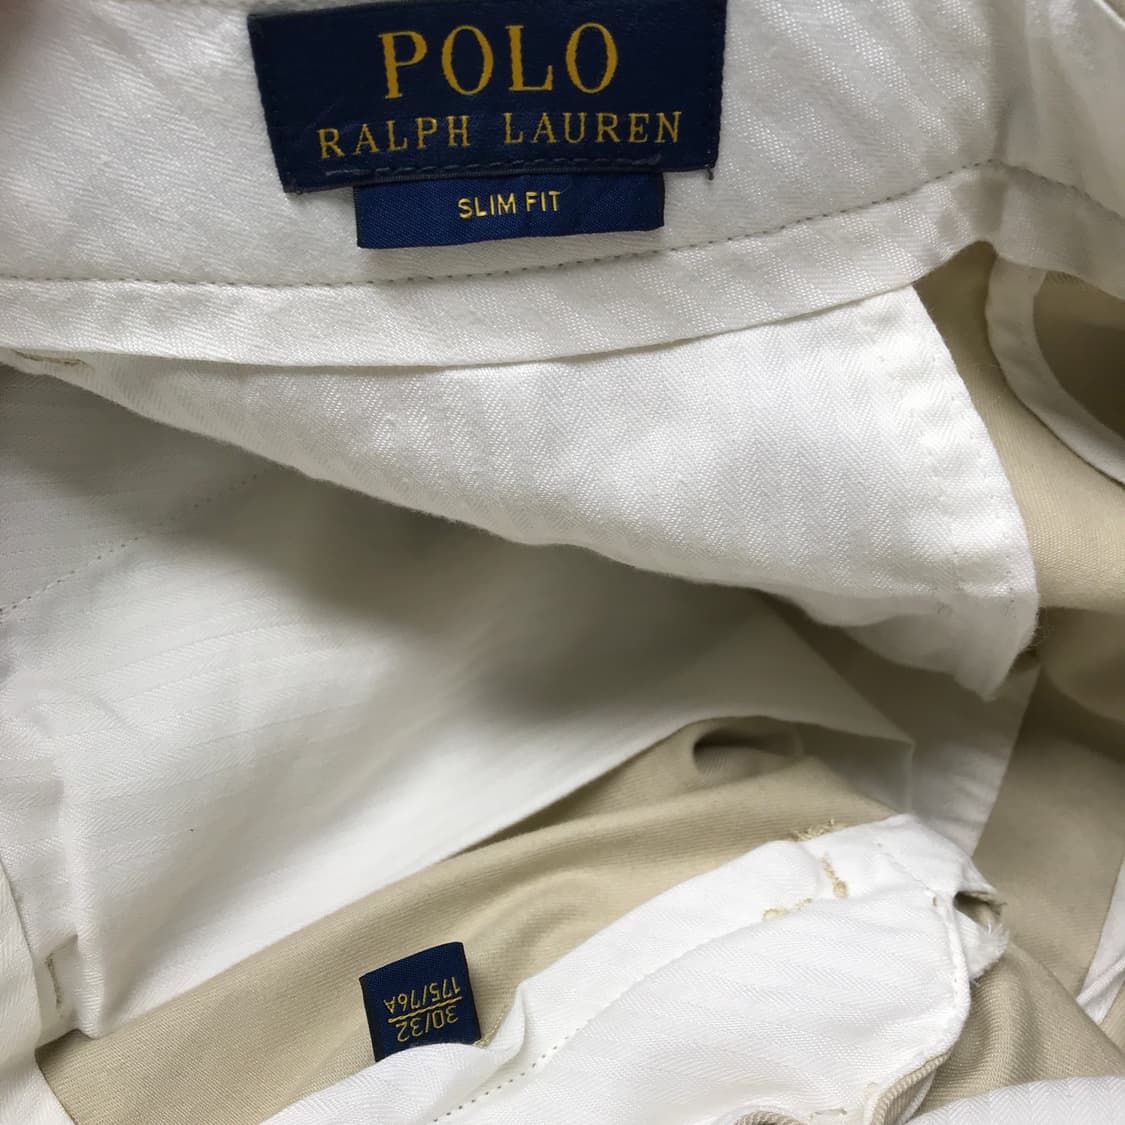 POLO
RALPH LAUREN
SLIM FIT
30/32
175/76A